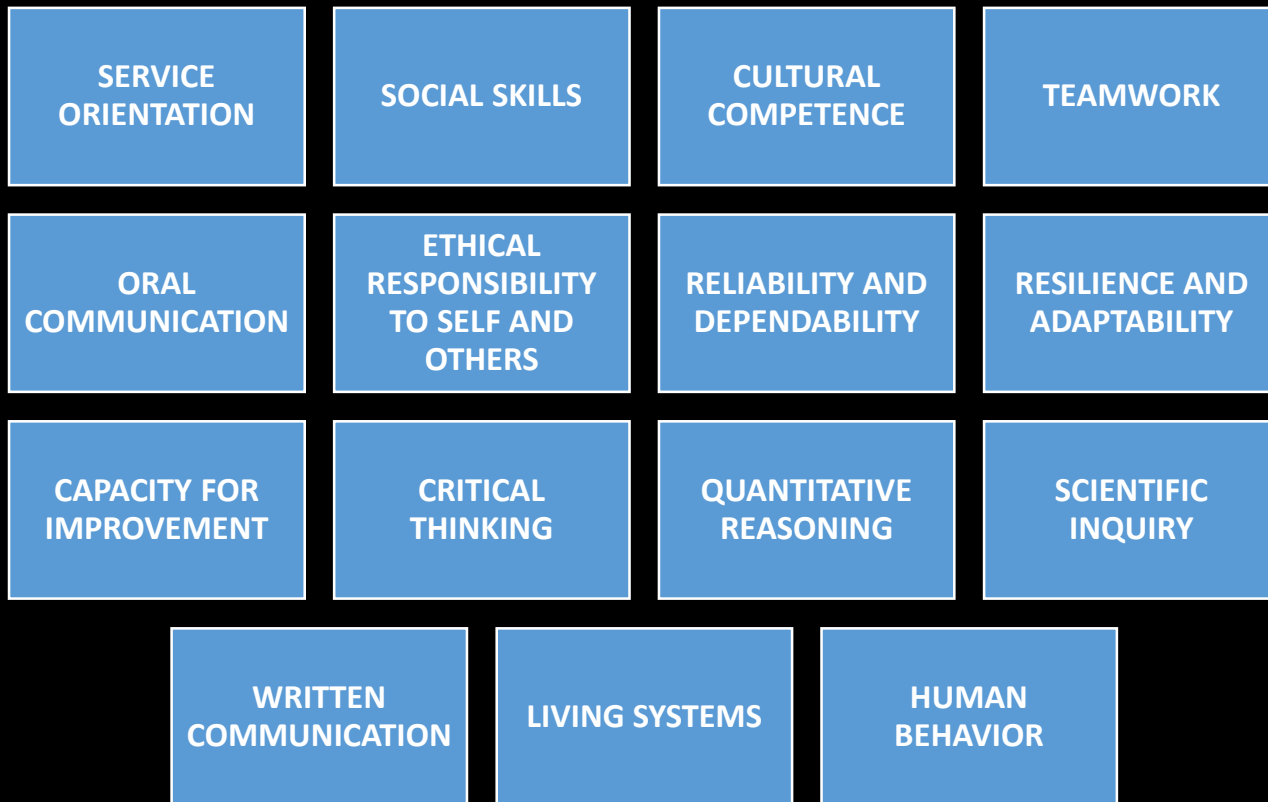 SERVICE
ORIENTATION
SOCIAL SKILLS
CULTURAL
COMPETENCE
TEAMWORK
ORAL
COMMUNICATION
ETHICAL
RESPONSIBILITY
TO SELF AND
OTHERS
RELIABILITY AND
DEPENDABILITY
RESILIENCE AND
ADAPTABILITY
CAPACITY FOR
IMPROVEMENT
CRITICAL
THINKING
QUANTITATIVE
REASONING
SCIENTIFIC
INQUIRY
WRITTEN
COMMUNICATION
LIVING SYSTEMS
HUMAN
BEHAVIOR